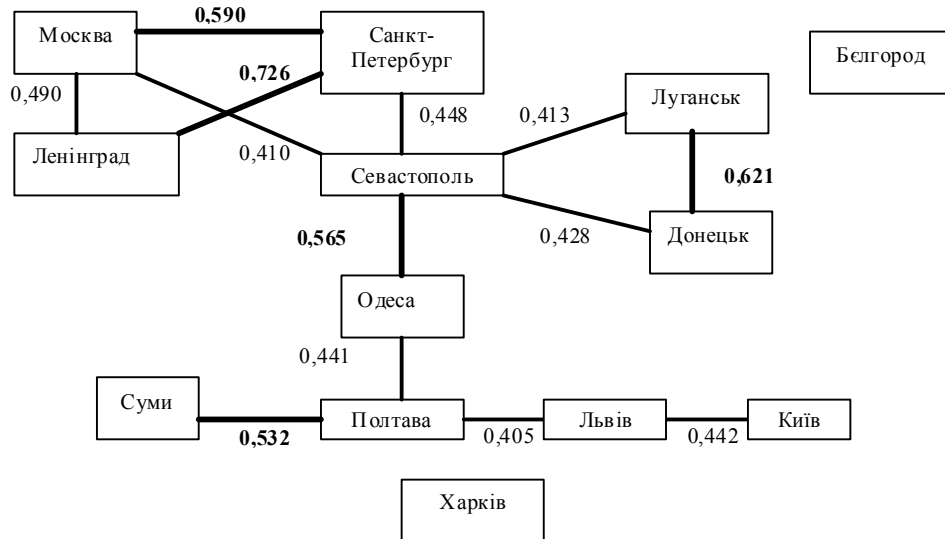 0,590
Москва
Санкт-
Петербург
Бєлгород
0,726
0,490
Луганськ
0,448
0,413
Ленінград
0,410
Севастополь
0,621
0,565
0,428
Донецьк
Одеса
0,441
Суми
Полтава
Львів
Київ
0,532
0,405
0,442
Харків